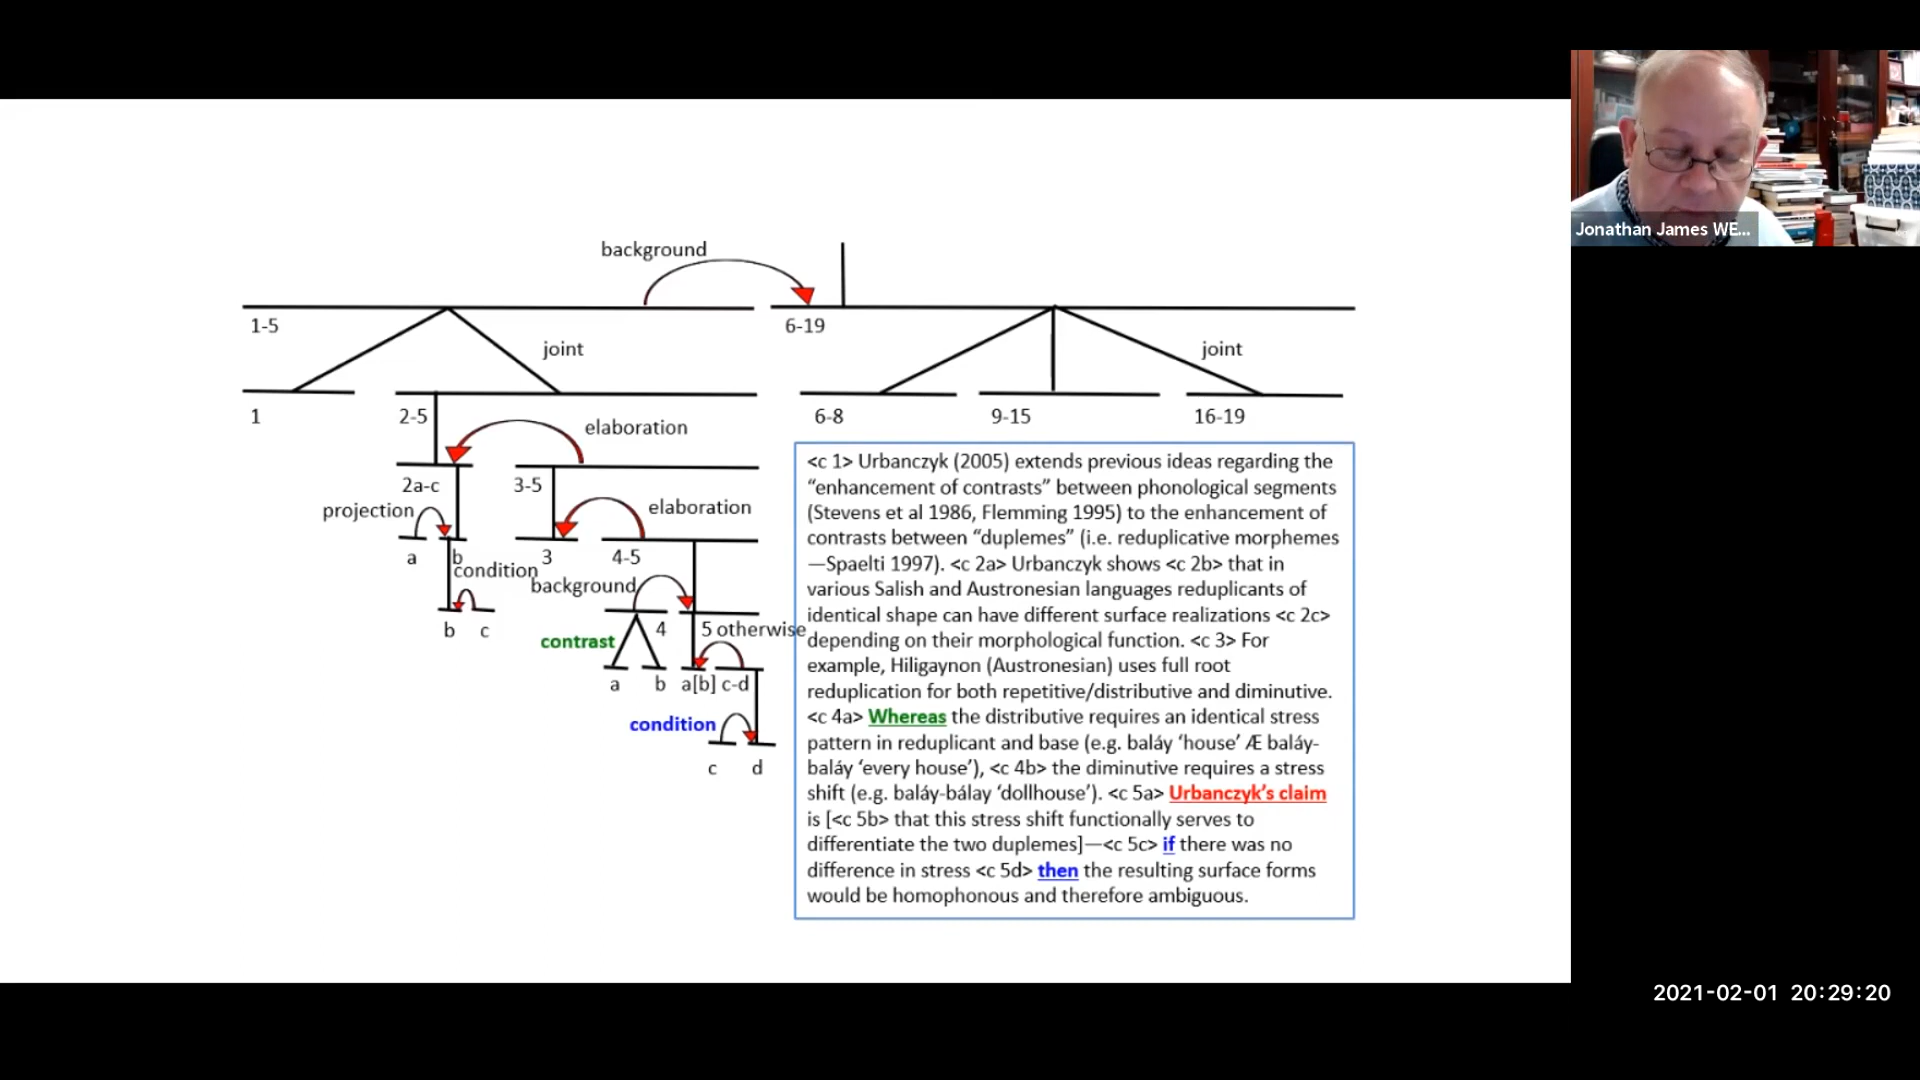 background
1-5
6-19
joint
joint
1
2-5
6-8
9-15
16-19
elaboration
2a-c
3-5
projection
elaboration
a
b
3
4-5
condition
background
b
c
contrast
4
5 otherwise
a
b
a[b]
c-d
condition
c
d
<c 1> Urbanczyk (2005) extends previous ideas regarding the
“enhancement of contrasts” between phonological segments
(Stevens et al 1986, Flemming 1995) to the enhancement of
contrasts between “duplemes” (i.e. reduplicative morphemes
—Spaelti 1997). <c 2a> Urbanczyk shows <c 2b> that in
various Salish and Austronesian languages reduplicants of
identical shape can have different surface realizations <c 2c>
depending on their morphological function. <c 3> For
example, Hiligaynon (Austronesian) uses full root
reduplication for both repetitive/distributive and diminutive.
<c 4a> Whereas the distributive requires an identical stress
pattern in reduplicant and base (e.g. baláy ‘house’ Æ baláy-
baláy ‘every house’), <c 4b> the diminutive requires a stress
shift (e.g. baláy-bálay ‘dollhouse’). <c 5a> Urbanczyk’s claim
is [<c 5b> that this stress shift functionally serves to
differentiate the two duplemes]—<c 5c> if there was no
difference in stress <c 5d> then the resulting surface forms
would be homophonous and therefore ambiguous.
Jonathan James WE...
2021-02-01 20:29:20